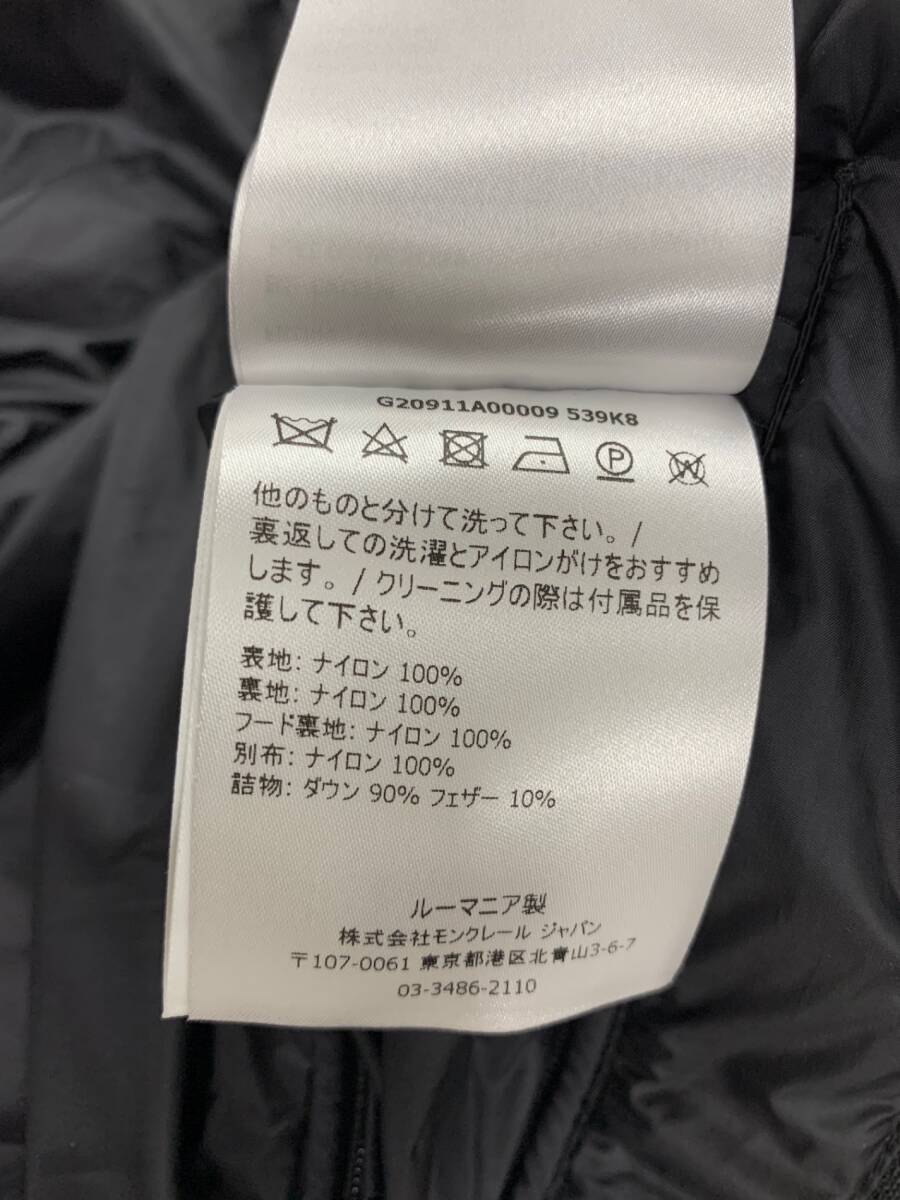 G20911A00009 539K8
P W
他のものと分けて洗って下さい。/
裏返しての洗濯とアイロンがけをおすすめ
します。/ クリーニングの際は付属品を保
護して下さい。
表地: ナイロン 100%
裏地: ナイロン 100%
フード裏地: ナイロン 100%
別布: ナイロン 100%
詰物: ダウン 90% フェザー 10%
ルーマニア製
株式会社モンクレール ジャパン
〒107-0061 東京都港区北青山3-6-7
03-3486-2110